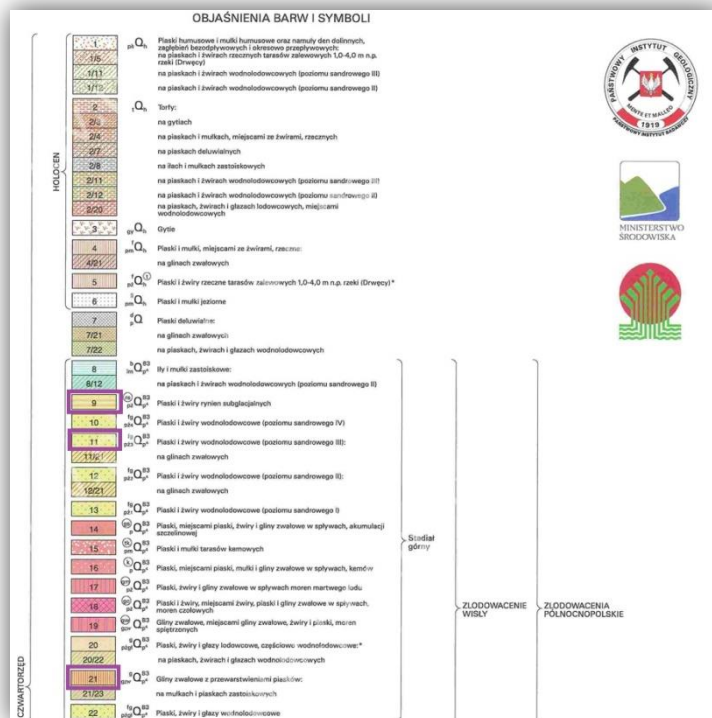 OBJAŚNIENIA BARW I SYMBOLI
1 Piaski humusowe i mułki humusowe oraz namuły den dolinnych,
zagłębień bezodpływowych i okresowo przepływowych:
1/5 na piaskach i żwirach rzecznych tarasów zalewowych 1,0-4,0 m n.p.
rzeki (Drwęcy)
1/11 na piaskach i żwirach wodnolodowcowych (poziomu sandrowego III)
1/12 na piaskach i żwirach wodnolodowcowych (poziomu sandrowego II)
2 Torfy:
na gytiach
2/4 na piaskach i mułkach, miejscami ze żwirami, rzecznych
2/7 na piaskach deluwialnych
2/8 na iłach i mułkach zastoiskowych
2/11 na piaskach i żwirach wodnolodowcowych (poziomu sandrowego III)
2/12 na piaskach i żwirach wodnolodowcowych (poziomu sandrowego II)
2/20 na piaskach, żwirach i głazach lodowcowych, miejscami
wodnolodowcowych
3 Gytie
4 Piaski i mułki, miejscami ze żwirami, rzeczne:
4/21 na glinach zwałowych
5 Piaski i żwiry rzeczne tarasów zalewowych 1,0-4,0 m n.p. rzeki (Drwęcy)*
6 Piaski i mułki jeziorne
7 Piaski deluwialne:
7/21 na glinach zwałowych
7/22 na piaskach, żwirach i głazach wodnolodowcowych
8 Iły i mułki zastoiskowe:
8/12 na piaskach i żwirach wodnolodowcowych (poziomu sandrowego II)
9 Piaski i żwiry rynien subglacjalnych
10 Piaski i żwiry wodnolodowcowe (poziomu sandrowego IV)
11 Piaski i żwiry wodnolodowcowe (poziomu sandrowego III):
11/21 na glinach zwałowych
12 Piaski i żwiry wodnolodowcowe (poziomu sandrowego II):
12/21 na glinach zwałowych
13 Piaski i żwiry wodnolodowcowe (poziomu sandrowego I)
14 Piaski, miejscami piaski, żwiry i gliny zwałowe w spływach, akumulacji
szczelinowej
15 Piaski i mułki tarasów kemowych
16 Piaski, miejscami piaski, mułki i gliny zwałowe w spływach, kemów
17 Piaski, żwiry i gliny zwałowe w spływach moren martwego lodu
18 Piaski i żwiry, miejscami żwiry, piaski i gliny zwałowe w spływach,
moren czołowych
19 Gliny zwałowe, miejscami gliny zwałowe, żwiry i piaski, moren
spiętrzonych
20 Piaski, żwiry i głazy lodowcowe, częściowo wodnolodowcowe:*
20/22 na piaskach, żwirach i głazach wodnolodowcowych
21 Gliny zwałowe z przewarstwieniami piasków:
21/23 na mułkach i piaskach zastoiskowych
22 Piaski, żwiry i głazy wodnolodowcowe
HOLOCEN
CZWARTORZĘD
Stadiał
górny
ZLODOWACENIE
WISŁY
ZLODOWACENIA
PÓŁNOCNOPOLSKIE
PAŃSTWOWY INSTYTUT GEOLOGICZNY
MENTE ET MALLEO
1919
PAŃSTWOWY INSTYTUT BADAWCZY
MINISTERSTWO
ŚRODOWISKA